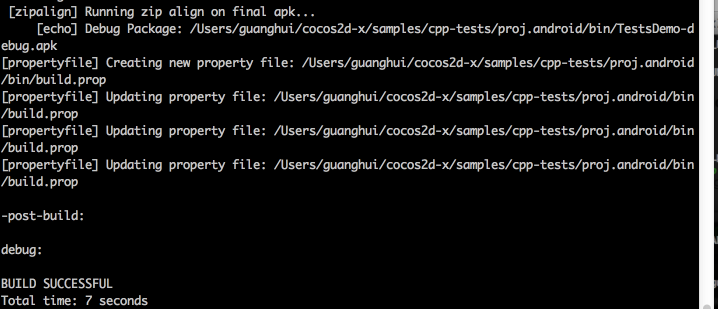 [zipalign] Running zip align on final apk...
[echo] Debug Package: /Users/guanghui/cocos2d-x/samples/cpp-tests/proj.android/bin/TestsDemo-d
ebug.apk
[propertyfile] Creating new property file: /Users/guanghui/cocos2d-x/samples/cpp-tests/proj.android
/bin/build.prop
[propertyfile] Updating property file: /Users/guanghui/cocos2d-x/samples/cpp-tests/proj.android/bin
/build.prop
[propertyfile] Updating property file: /Users/guanghui/cocos2d-x/samples/cpp-tests/proj.android/bin
/build.prop
[propertyfile] Updating property file: /Users/guanghui/cocos2d-x/samples/cpp-tests/proj.android/bin
/build.prop
-post-build:
debug:
BUILD SUCCESSFUL
Total time: 7 seconds